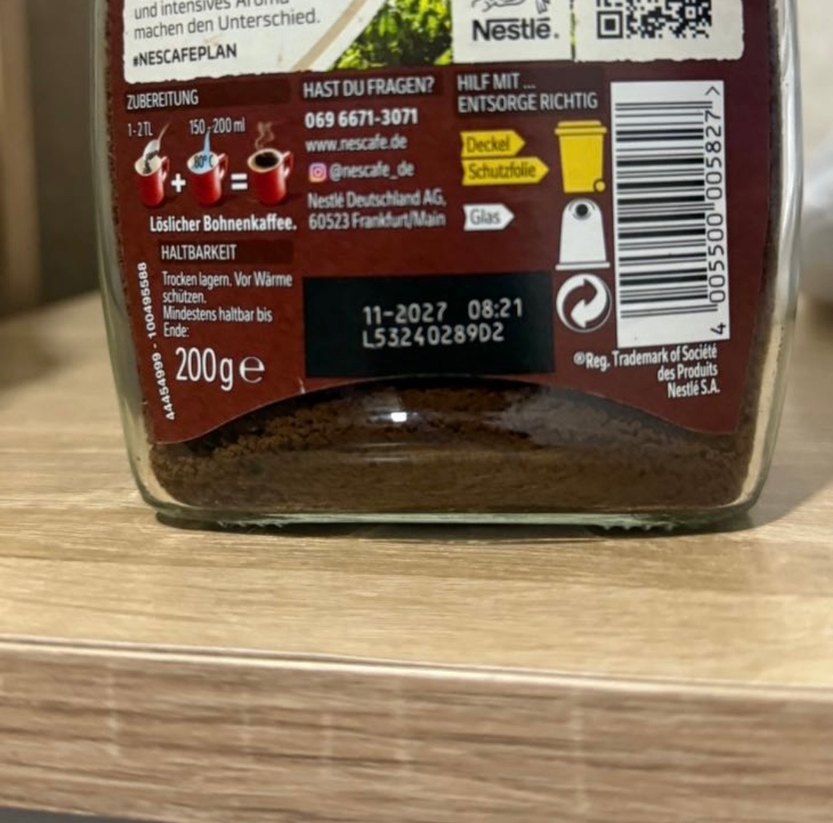 und intensives Aroma
machen den Unterschied.
#NESCAFEPLAN
Nestlé.
ZUBEREITUNG
1-2TL
150-200 ml
80°C
+
=
Löslicher Bohnenkaffee.
HALTBARKEIT
Trocken lagern. Vor Wärme
schützen.
Mindestens haltbar bis
Ende:
200g e
44454999 - 100495588
HAST DU FRAGEN?
069 6671-3071
www.nescafe.de
@nescafe_de
Nestlé Deutschland AG,
60523 Frankfurt/Main
11-2027 08:21
L53240289D2
HILF MIT ...
ENTSORGE RICHTIG
Deckel
Schutzfolie
Glas
4 005500 005827 >
®Reg. Trademark of Société
des Produits
Nestlé S.A.